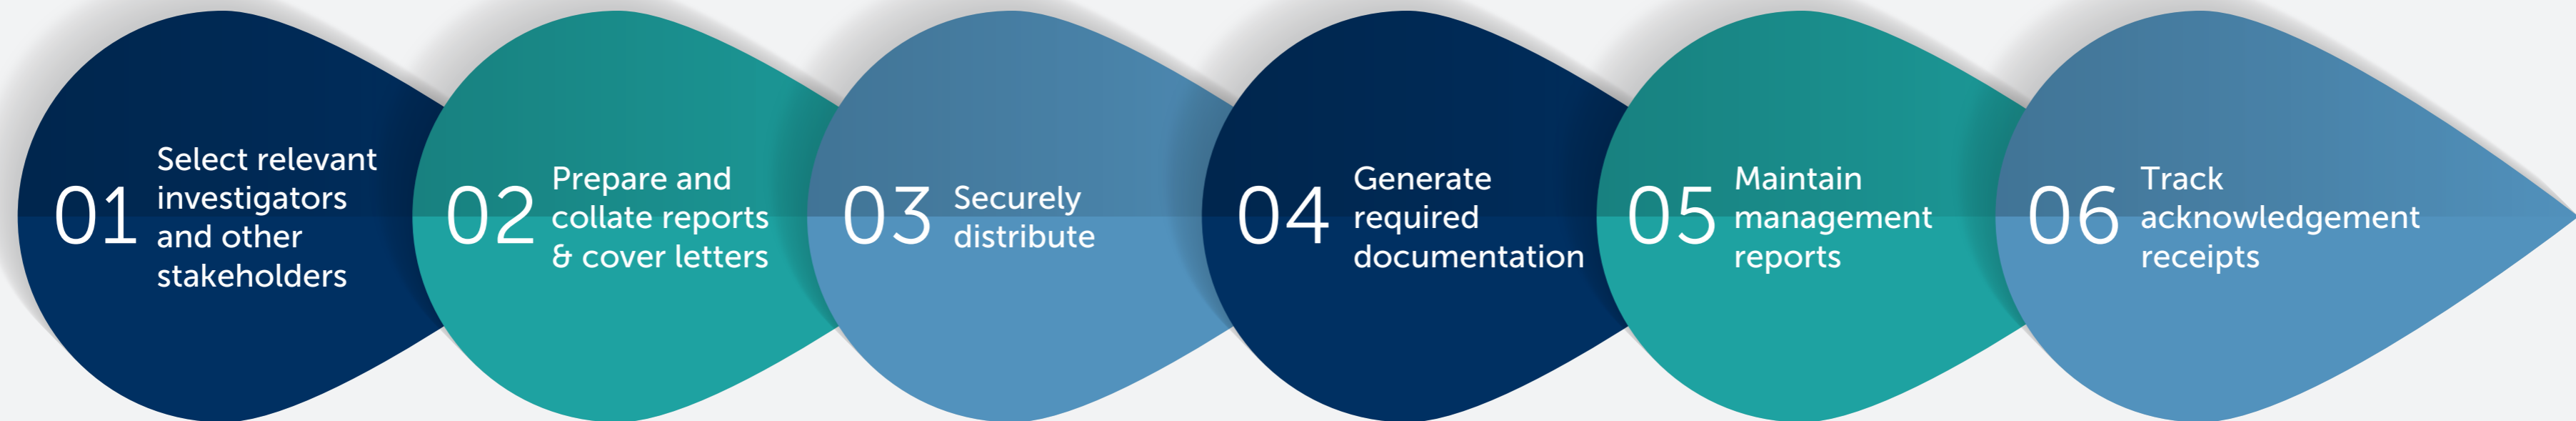 01
Select relevant
investigators
and other
stakeholders
02
Prepare and
collate reports
& cover letters
03
Securely
distribute
04
Generate
required
documentation
05
Maintain
management
reports
06
Track
acknowledgement
receipts